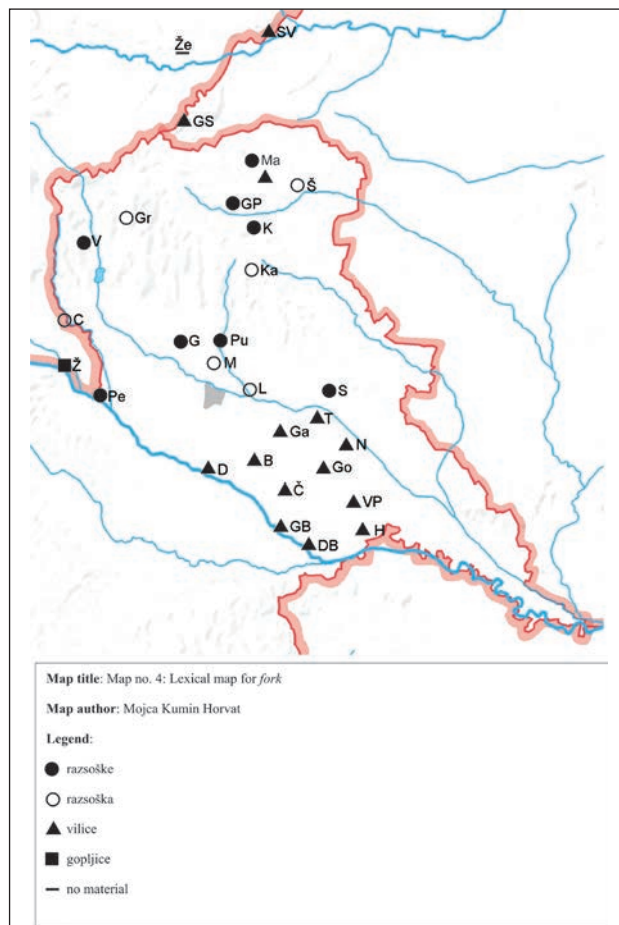 SV
Že
GS
Ma
Š
GP
Gr
K
V
Ka
C
G
Pu
M
Ž
Pe
L
S
T
Ga
N
B
D
Go
Č
VP
GB
H
DB
Map title: Map no. 4: Lexical map for fork
Map author: Mojca Kumin Horvat
Legend:
razsoške
razsoška
vilice
gopljice
no material